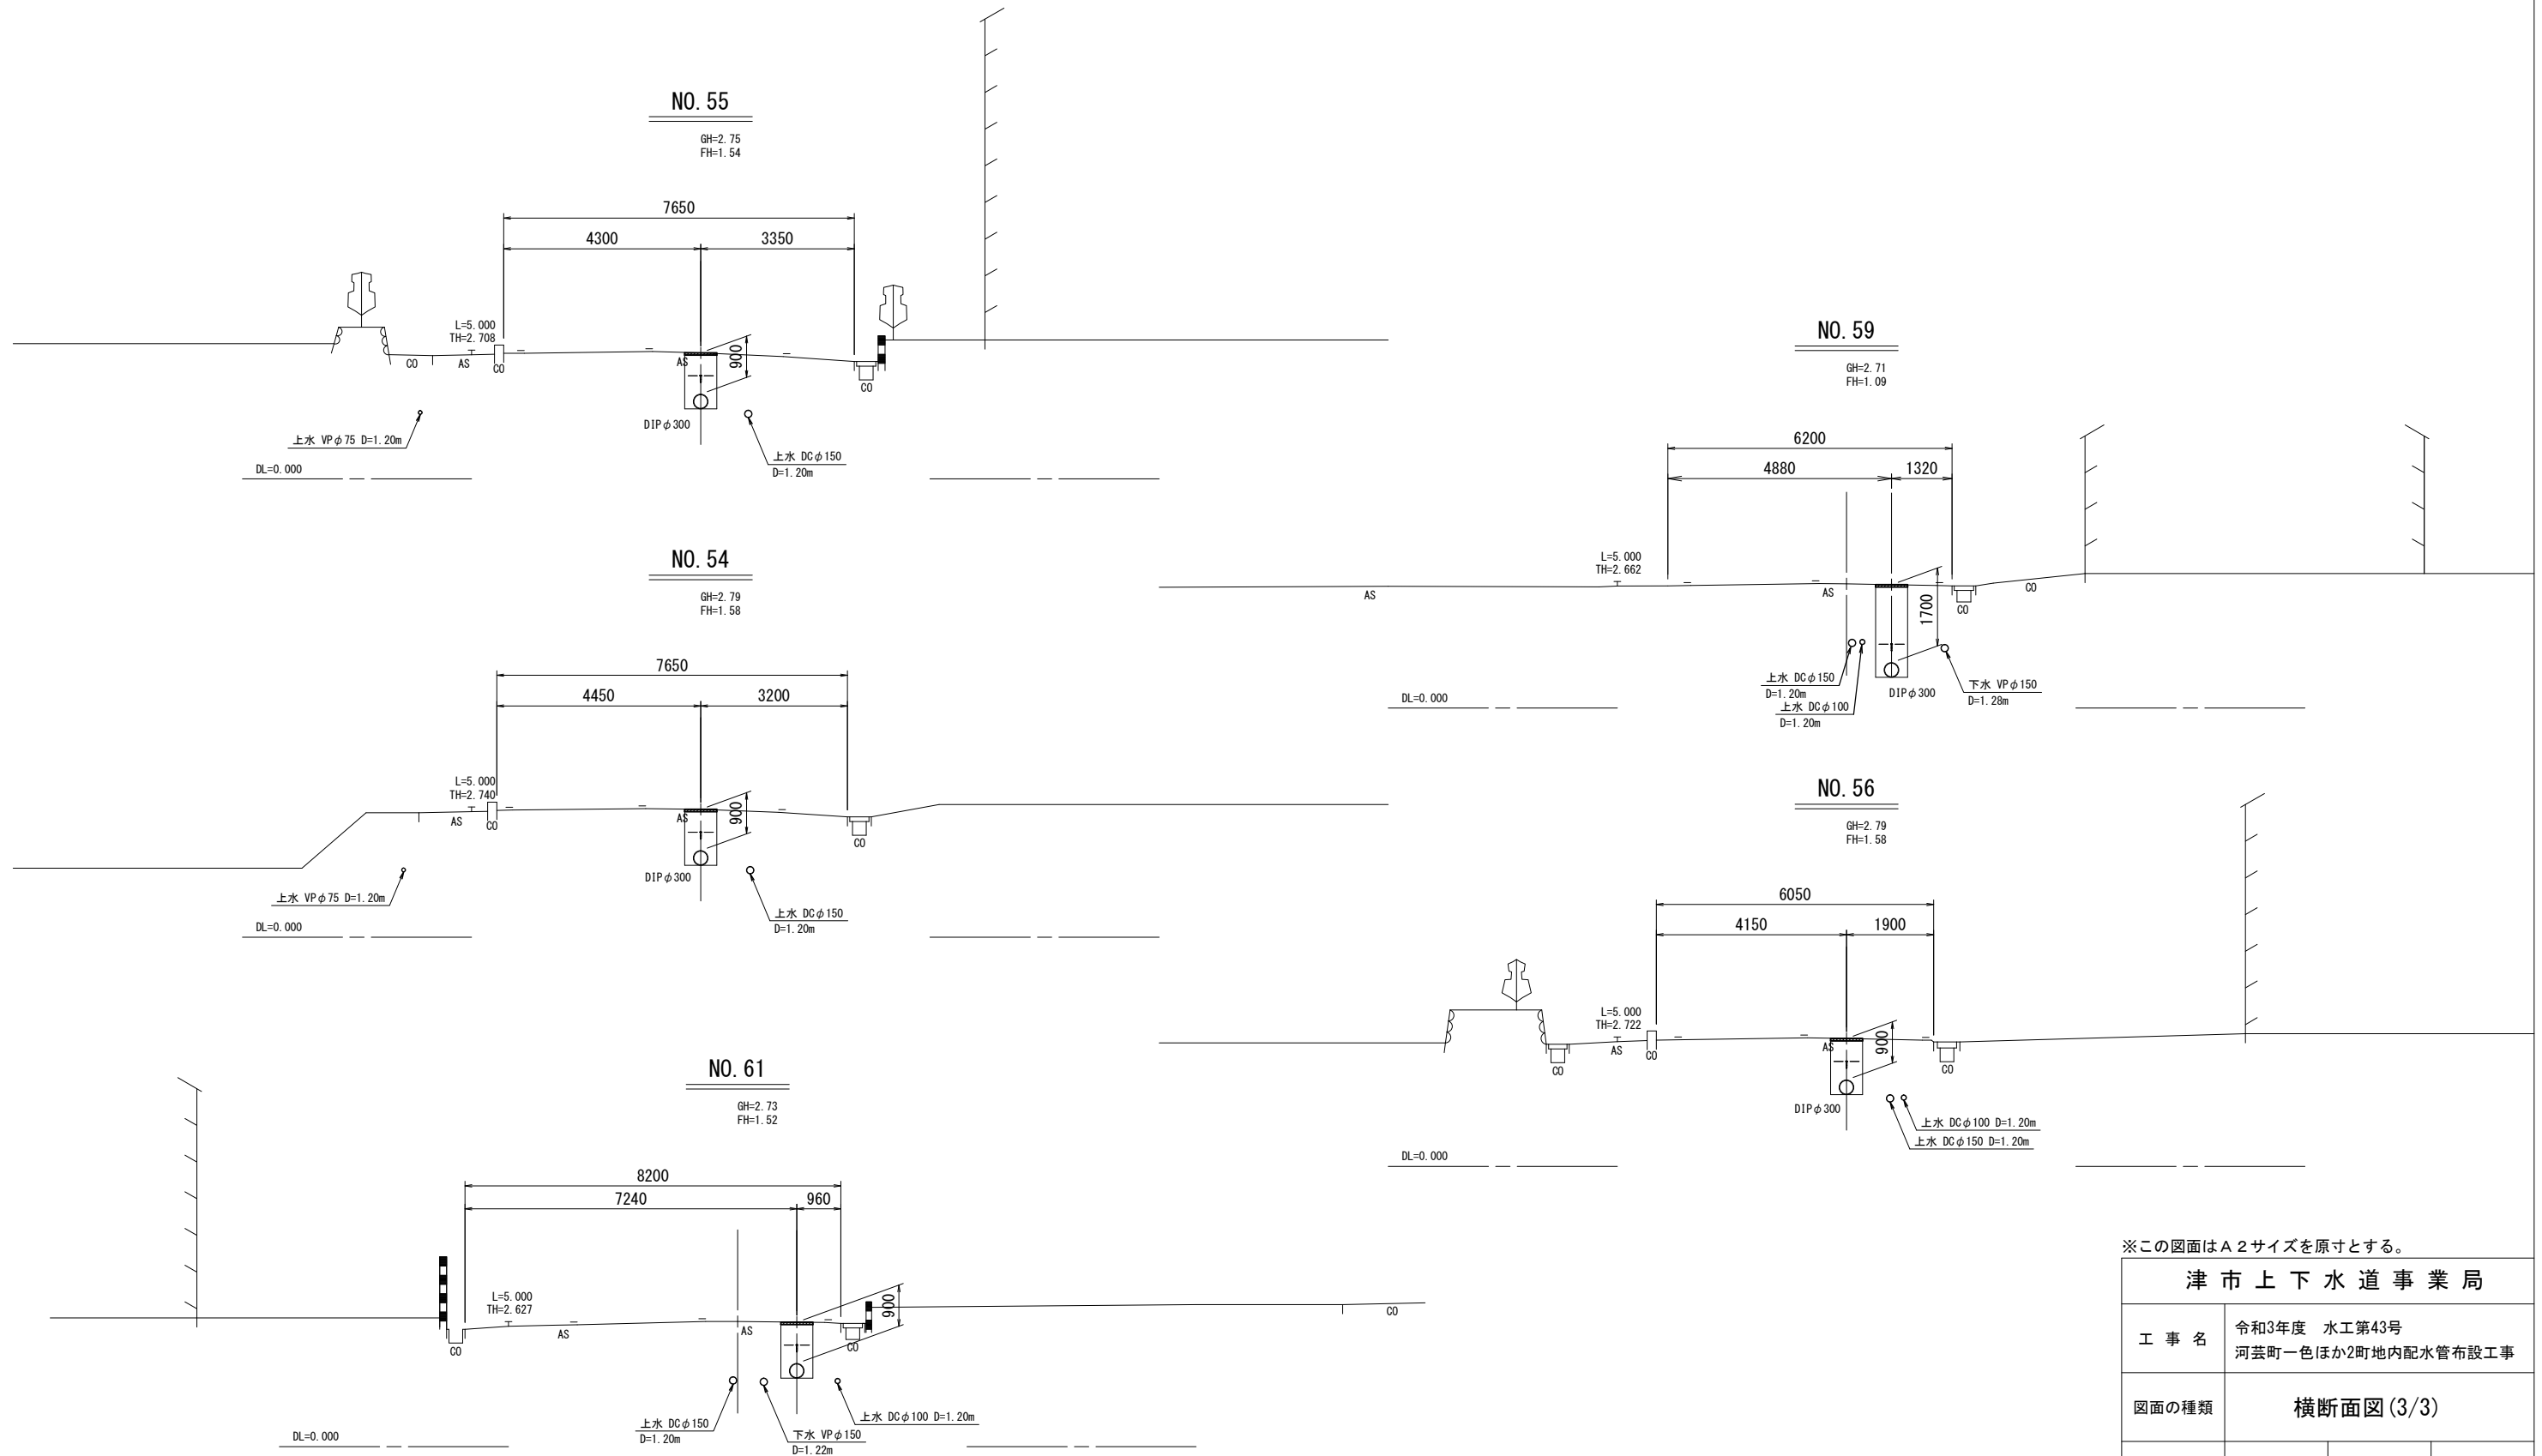 NO. 55
GH=2. 75
FH=1. 54
7650
4300
3350
L=5. 000
TH=2. 708
CO
AS
CO
AS
900
CO
DIPφ300
上水 VPφ75 D=1. 20m
上水 DCφ150
D=1. 20m
DL=0. 000
NO. 54
GH=2. 79
FH=1. 58
7650
4450
3200
L=5. 000
TH=2. 740
AS
CO
AS
900
CO
DIPφ300
上水 VPφ75 D=1. 20m
上水 DCφ150
D=1. 20m
DL=0. 000
NO. 61
GH=2. 73
FH=1. 52
8200
7240
960
L=5. 000
TH=2. 627
CO
AS
AS
900
CO
CO
上水 DCφ150
D=1. 20m
下水 VPφ150
D=1. 22m
上水 DCφ100 D=1. 20m
DL=0. 000
NO. 59
GH=2. 71
FH=1. 09
6200
4880
1320
L=5. 000
TH=2. 662
AS
AS
1700
CO
CO
上水 DCφ150
D=1. 20m
上水 DCφ100
D=1. 20m
DIPφ300
下水 VPφ150
D=1. 28m
DL=0. 000
NO. 56
GH=2. 79
FH=1. 58
6050
4150
1900
L=5. 000
TH=2. 722
CO
AS
CO
AS
900
CO
DIPφ300
上水 DCφ100 D=1. 20m
上水 DCφ150 D=1. 20m
DL=0. 000
※この図面はA2サイズを原寸とする。
津市上下水道事業局
工事名
令和3年度 水工第43号
河芸町一色ほか2町地内配水管布設工事
図面の種類
横断面図(3/3)